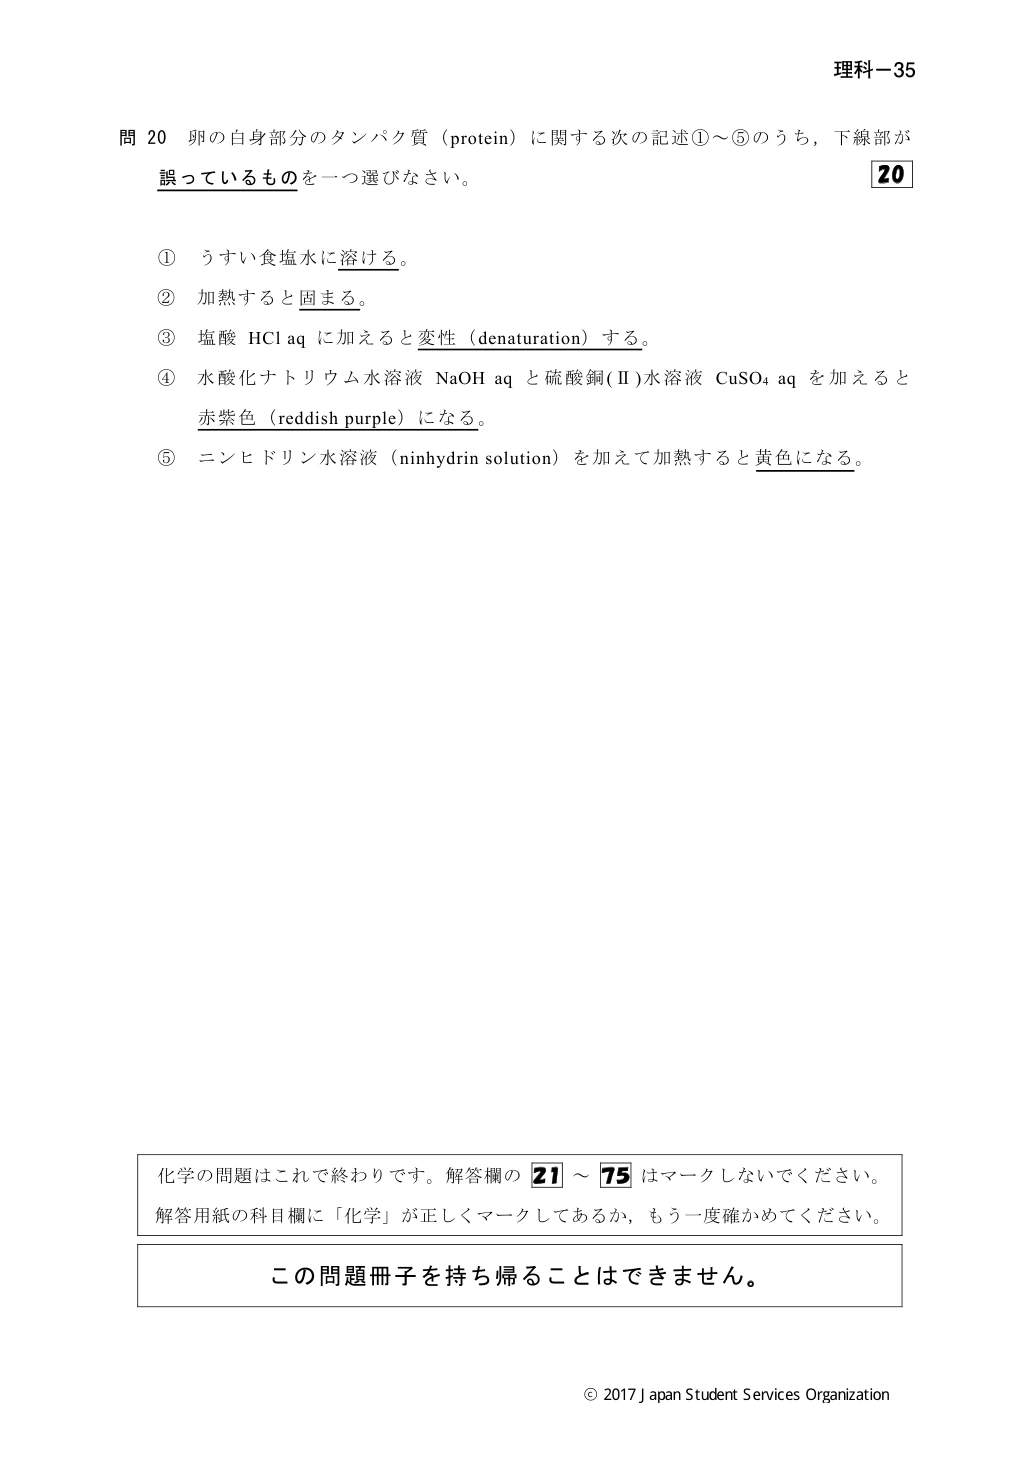 理科－35
問 20 卵の白身部分のタンパク質（protein）に関する次の記述①～⑤のうち，下線部が
誤っているものを一つ選びなさい。 20
① うすい食塩水に溶ける。
② 加熱すると固まる。
③ 塩酸 HCl aq に加えると変性（denaturation）する。
④ 水酸化ナトリウム水溶液 NaOH aq と硫酸銅(Ⅱ)水溶液 CuSO₄ aq を加えると
赤紫色（reddish purple）になる。
⑤ ニンヒドリン水溶液（ninhydrin solution）を加えて加熱すると黄色になる。
化学の問題はこれで終わりです。解答欄の 21 ～ 75 はマークしないでください。
解答用紙の科目欄に「化学」が正しくマークしてあるか，もう一度確かめてください。
この問題冊子を持ち帰ることはできません。
© 2017 Japan Student Services Organization